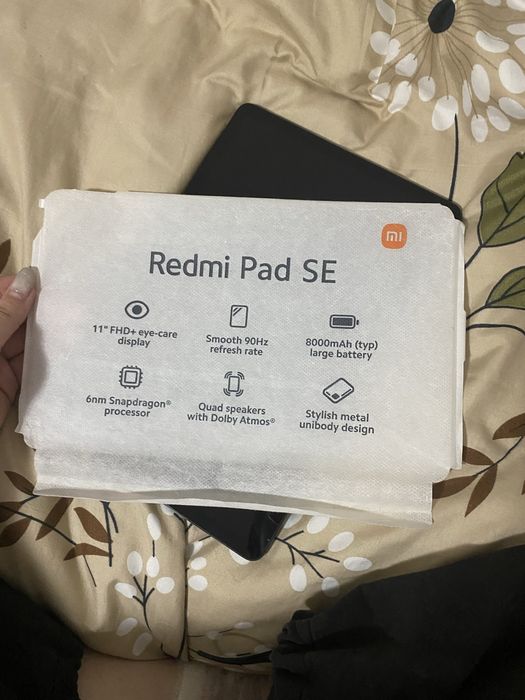 mi
Redmi Pad SE
11" FHD+ eye-care
display
Smooth 90Hz
refresh rate
8000mAh (typ)
large battery
6nm Snapdragon®
processor
Quad speakers
with Dolby Atmos®
Stylish metal
unibody design